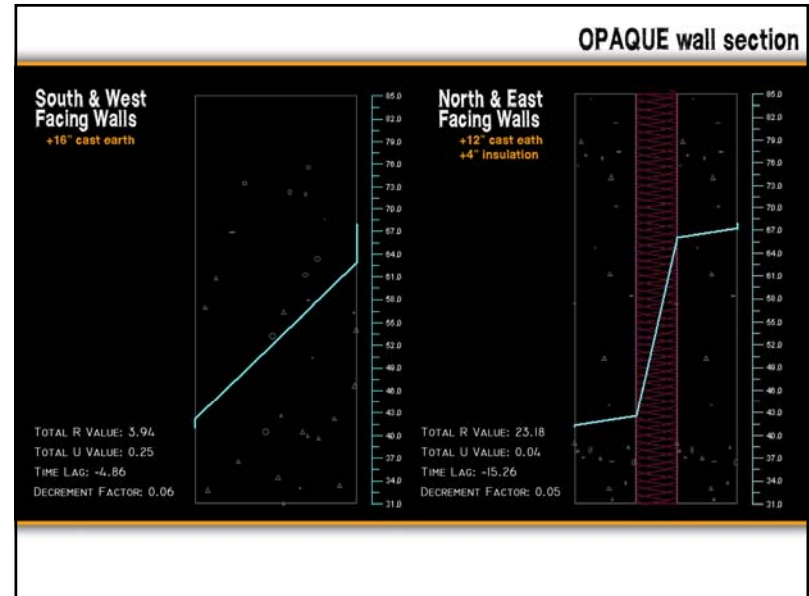 OPAQUE wall section
South & West
Facing Walls
+16" cast earth
85.0
82.0
79.0
76.0
73.0
70.0
67.0
64.0
61.0
58.0
55.0
52.0
49.0
46.0
43.0
40.0
37.0
34.0
31.0
TOTAL R VALUE: 3.94
TOTAL U VALUE: 0.25
TIME LAG: -4.86
DECREMENT FACTOR: 0.06
North & East
Facing Walls
+12" cast eath
+4" insulation
85.0
82.0
79.0
76.0
73.0
70.0
67.0
64.0
61.0
58.0
55.0
52.0
49.0
46.0
43.0
40.0
37.0
34.0
31.0
TOTAL R VALUE: 23.18
TOTAL U VALUE: 0.04
TIME LAG: -15.26
DECREMENT FACTOR: 0.05